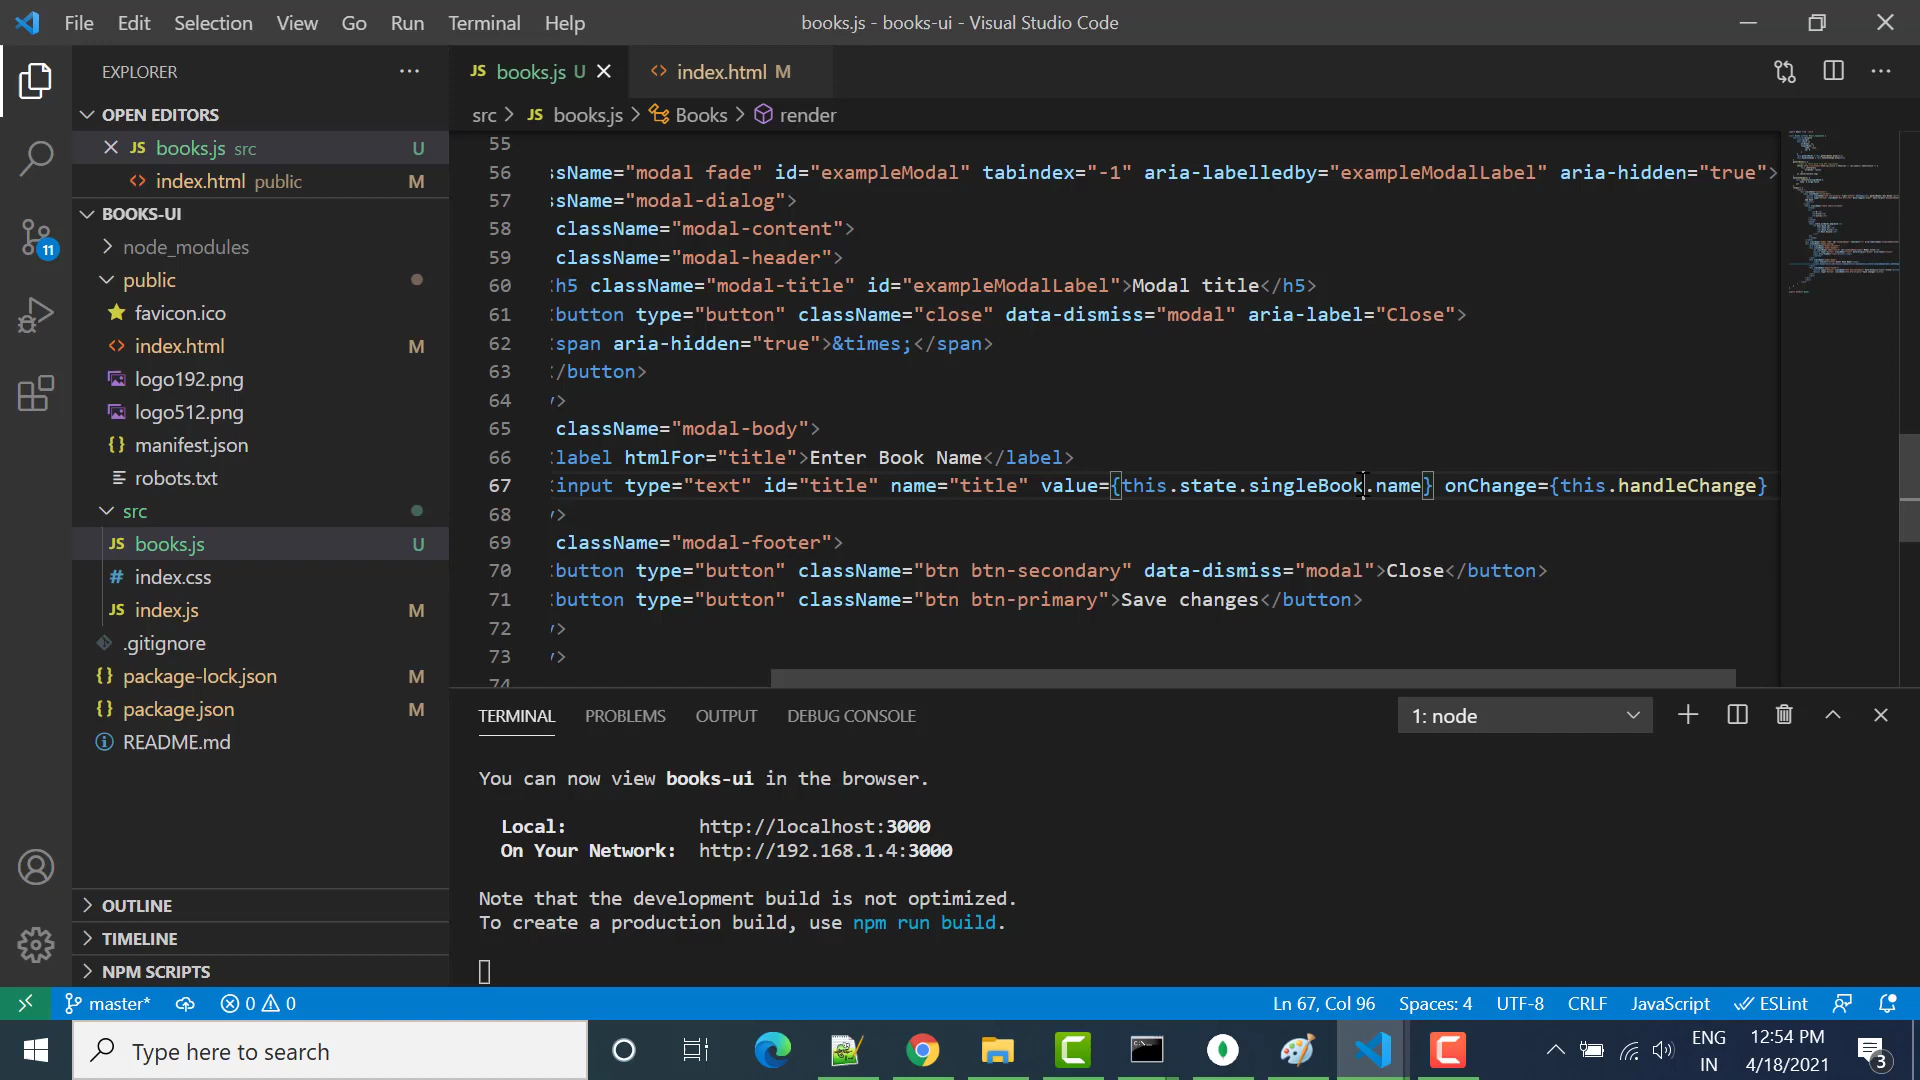 File Edit Selection View Go Run Terminal Help
books.js - books-ui - Visual Studio Code
EXPLORER
OPEN EDITORS
JS books.js src U
index.html public M
BOOKS-UI
node_modules
public
favicon.ico
index.html M
logo192.png
logo512.png
{} manifest.json
robots.txt
src
JS books.js U
# index.css
JS index.js M
.gitignore
{} package-lock.json M
{} package.json M
README.md
OUTLINE
TIMELINE
NPM SCRIPTS
11
JS books.js U
<> index.html M
src > JS books.js > Books > render
55
56 sName="modal fade" id="exampleModal" tabindex="-1" aria-labelledby="exampleModalLabel" aria-hidden="true">
57 sName="modal-dialog">
58 className="modal-content">
59 className="modal-header">
60 h5 className="modal-title" id="exampleModalLabel">Modal title</h5>
61 button type="button" className="close" data-dismiss="modal" aria-label="Close">
62 span aria-hidden="true">&times;</span>
63 /button>
64 >
65 className="modal-body">
66 label htmlFor="title">Enter Book Name</label>
67 input type="text" id="title" name="title" value={this.state.singleBook.name} onChange={this.handleChange}
68 >
69 className="modal-footer">
70 button type="button" className="btn btn-secondary" data-dismiss="modal">Close</button>
71 button type="button" className="btn btn-primary">Save changes</button>
72 >
73 >
74
TERMINAL PROBLEMS OUTPUT DEBUG CONSOLE
1: node
You can now view books-ui in the browser.
Local: http://localhost:3000
On Your Network: http://192.168.1.4:3000
Note that the development build is not optimized.
To create a production build, use npm run build.
master* 0 0
Ln 67, Col 96 Spaces: 4 UTF-8 CRLF JavaScript ESLint
Type here to search
ENG
IN
12:54 PM
4/18/2021
3